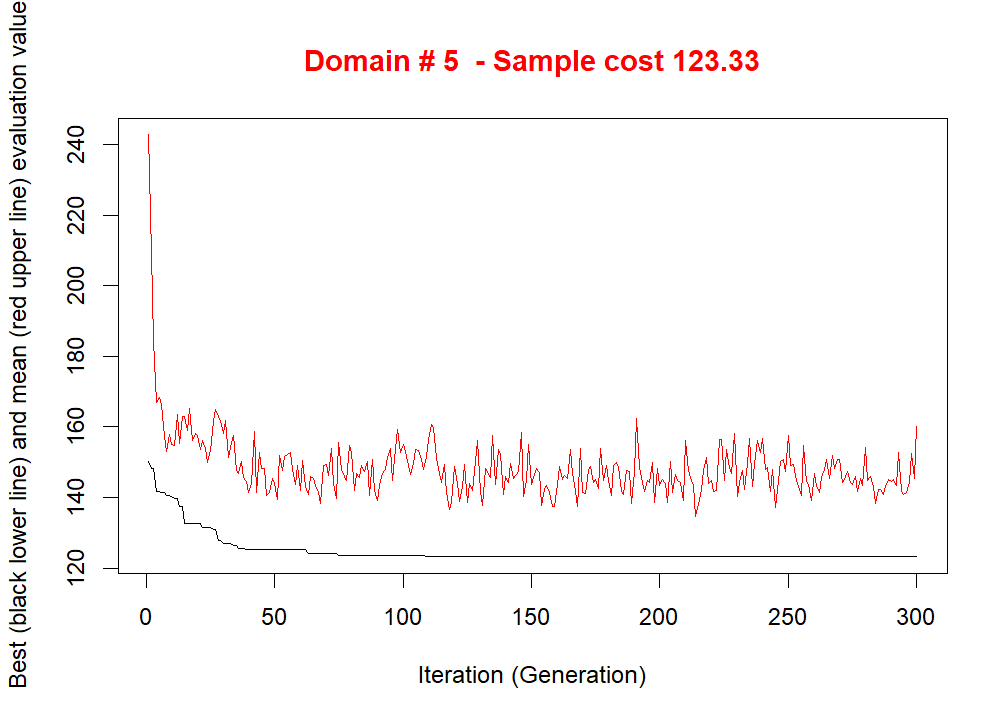 Domain # 5  - Sample cost 123.33
Best (black lower line) and mean (red upper line) evaluation value
240
220
200
180
160
140
120
0 50 100 150 200 250 300
Iteration (Generation)